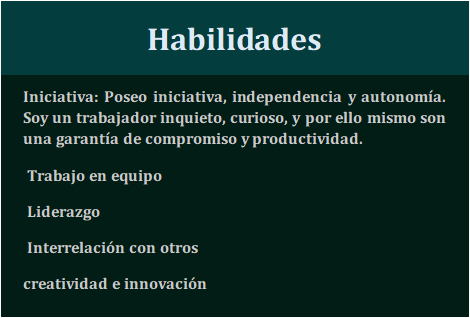 Habilidades
Iniciativa: Poseo iniciativa, independencia y autonomía.
Soy un trabajador inquieto, curioso, y por ello mismo son
una garantía de compromiso y productividad.
Trabajo en equipo
Liderazgo
Interrelación con otros
creatividad e innovación